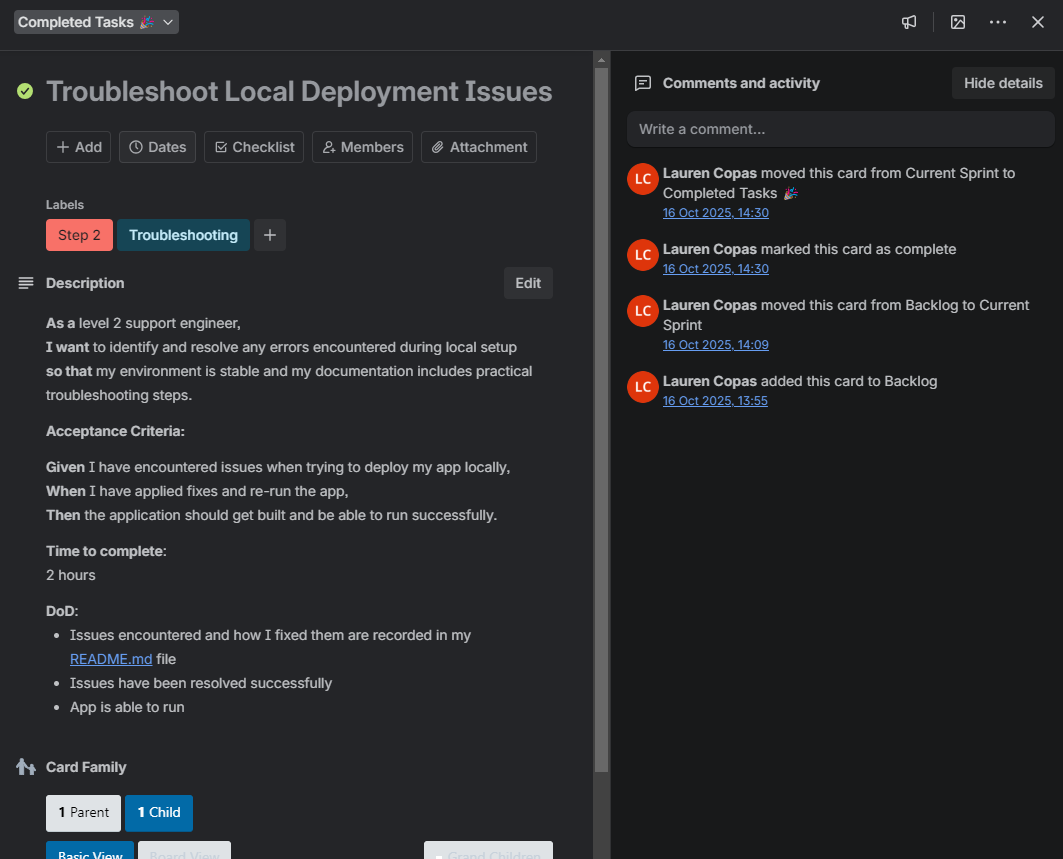 Completed Tasks 🎉
Troubleshoot Local Deployment Issues
+ Add
Dates
Checklist
Members
Attachment
Labels
Step 2
Troubleshooting
+
Description
Edit
As a level 2 support engineer,
I want to identify and resolve any errors encountered during local setup
so that my environment is stable and my documentation includes practical
troubleshooting steps.
Acceptance Criteria:
Given I have encountered issues when trying to deploy my app locally,
When I have applied fixes and re-run the app,
Then the application should get built and be able to run successfully.
Time to complete:
2 hours
DoD:
• Issues encountered and how I fixed them are recorded in my
README.md file
• Issues have been resolved successfully
• App is able to run
Card Family
1 Parent
1 Child
Basic View
Board View
Grand Children
Comments and activity
Hide details
Write a comment...
LC
Lauren Copas moved this card from Current Sprint to
Completed Tasks 🎉
16 Oct 2025, 14:30
LC
Lauren Copas marked this card as complete
16 Oct 2025, 14:30
LC
Lauren Copas moved this card from Backlog to Current
Sprint
16 Oct 2025, 14:09
LC
Lauren Copas added this card to Backlog
16 Oct 2025, 13:55